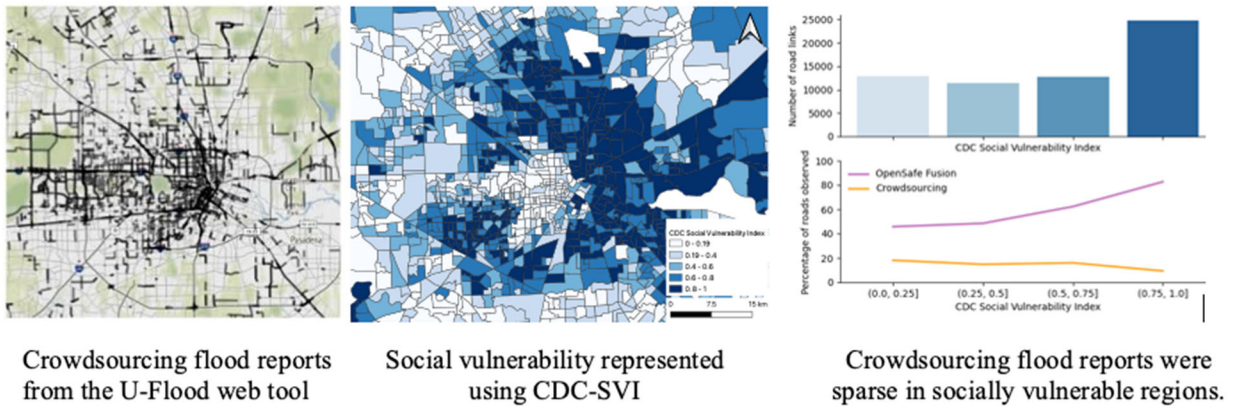 Pasadena
CDC Social Vulnerability Index
0 - 0.19
0.19 - 0.4
0.4 - 0.6
0.6 - 0.8
0.8 - 1
0 7.5 15 km
Number of road links
25000
20000
15000
10000
5000
0
CDC Social Vulnerability Index
Percentage of roads observed
100
80
60
40
20
0
OpenSafe Fusion
Crowdsourcing
(0.0, 0.25] (0.25, 0.5] (0.5, 0.75] (0.75, 1.0]
CDC Social Vulnerability Index
Crowdsourcing flood reports
from the U-Flood web tool
Social vulnerability represented
using CDC-SVI
Crowdsourcing flood reports were
sparse in socially vulnerable regions.